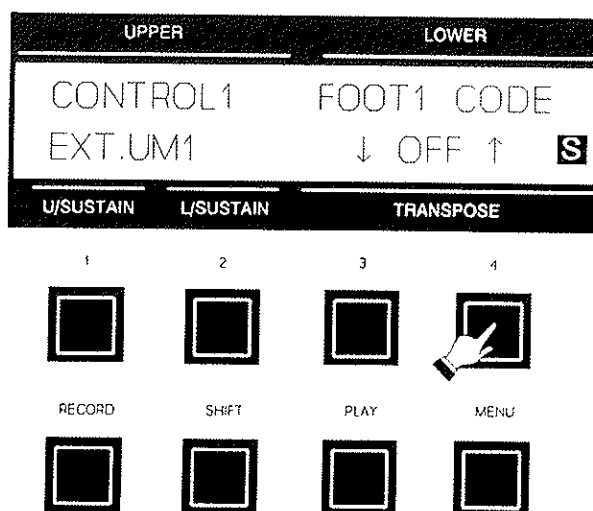 UPPER LOWER
CONTROL1 FOOT1 CODE
EXT.UM1 ↓ OFF ↑ S
U/SUSTAIN L/SUSTAIN TRANSPOSE
1 2 3 4
RECORD SHIFT PLAY MENU